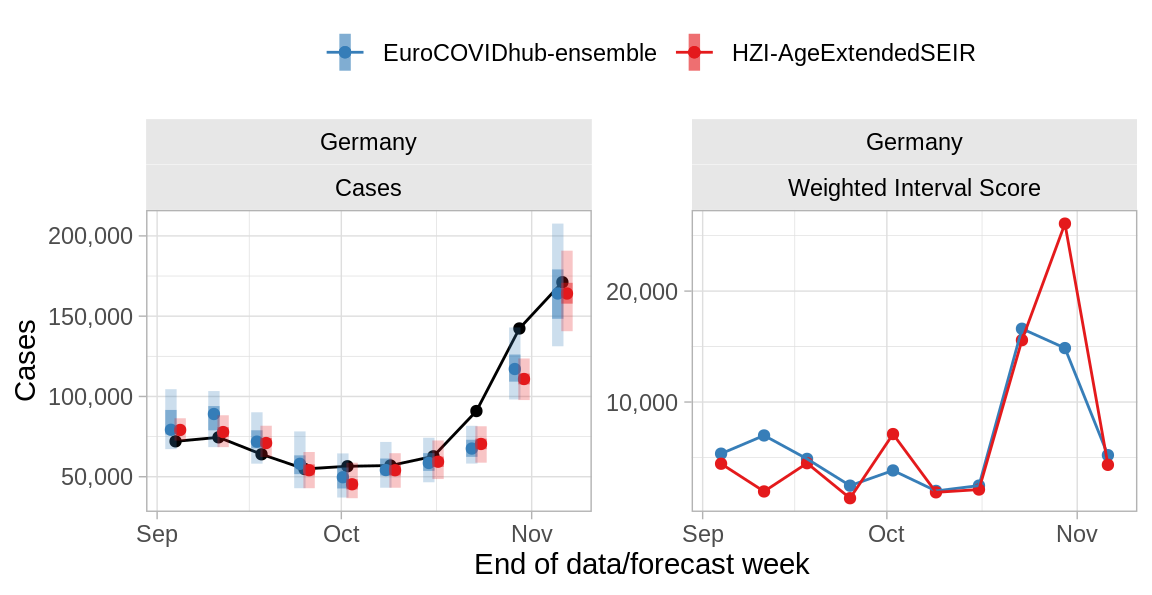 EuroCOVIDhub-ensemble HZI-AgeExtendedSEIR
Germany
Cases
200,000
150,000
100,000
50,000
Cases
Sep Oct Nov
Germany
Weighted Interval Score
20,000
10,000
Sep Oct Nov
End of data/forecast week